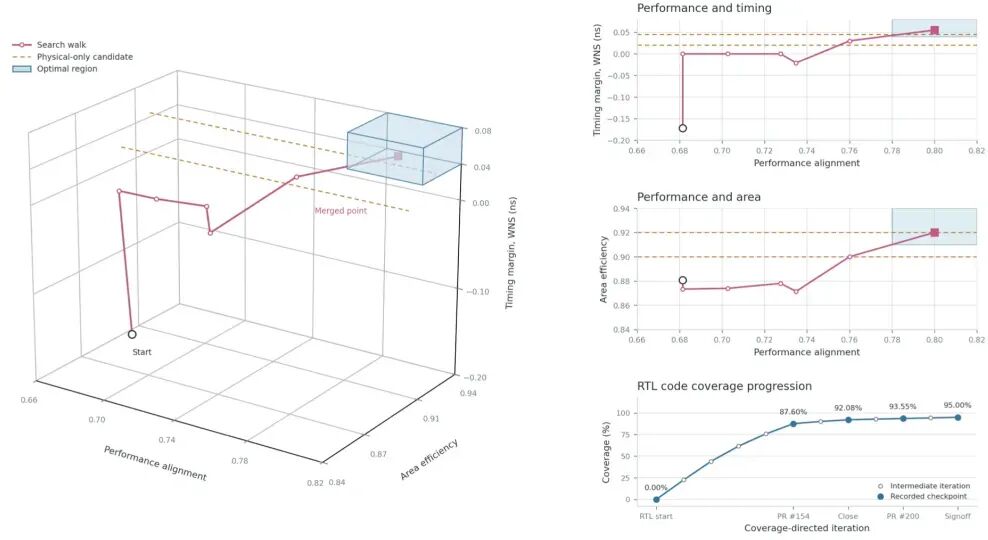 Search walk
Physical-only candidate
Optimal region
0.08
0.04
0.00
−0.10
−0.20
Timing margin, WNS (ns)
Merged point
Start
0.66
0.70
0.74
0.78
0.82
Performance alignment
0.84
0.87
0.91
0.94
Area efficiency
Performance and timing
0.05
0.00
−0.05
−0.10
−0.15
−0.20
Timing margin, WNS (ns)
0.66 0.68 0.70 0.72 0.74 0.76 0.78 0.80 0.82
Performance alignment
Performance and area
0.94
0.92
0.90
0.88
0.86
0.84
Area efficiency
0.66 0.68 0.70 0.72 0.74 0.76 0.78 0.80 0.82
Performance alignment
RTL code coverage progression
100
75
50
25
0
Coverage (%)
0.00%
87.60%
92.08%
93.55%
95.00%
Intermediate iteration
Recorded checkpoint
RTL start PR #154 Close PR #200 Signoff
Coverage-directed iteration